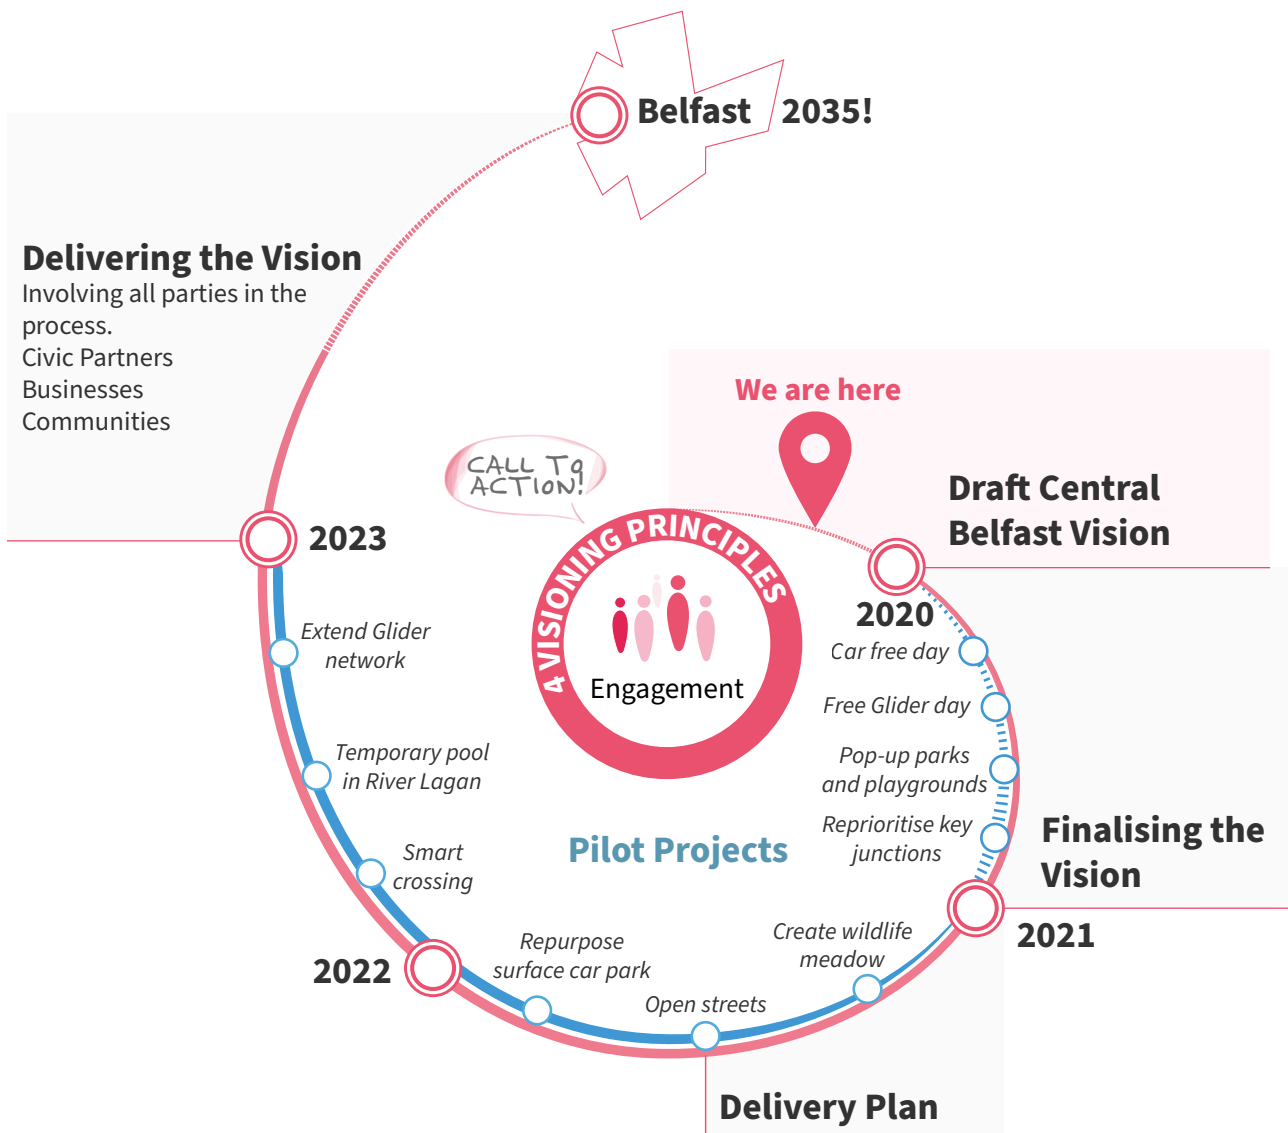 Belfast 2035!
Delivering the Vision
Involving all parties in the
process.
Civic Partners
Businesses
Communities
We are here
CALL TO
ACTION!
Draft Central
Belfast Vision
4 VISIONING PRINCIPLES
Engagement
2023
2020
Extend Glider
network
Car free day
Free Glider day
Temporary pool
in River Lagan
Pop-up parks
and playgrounds
Reprioritise key
junctions
Finalising the
Vision
Pilot Projects
Smart
crossing
2021
Create wildlife
meadow
Repurpose
surface car park
2022
Open streets
Delivery Plan